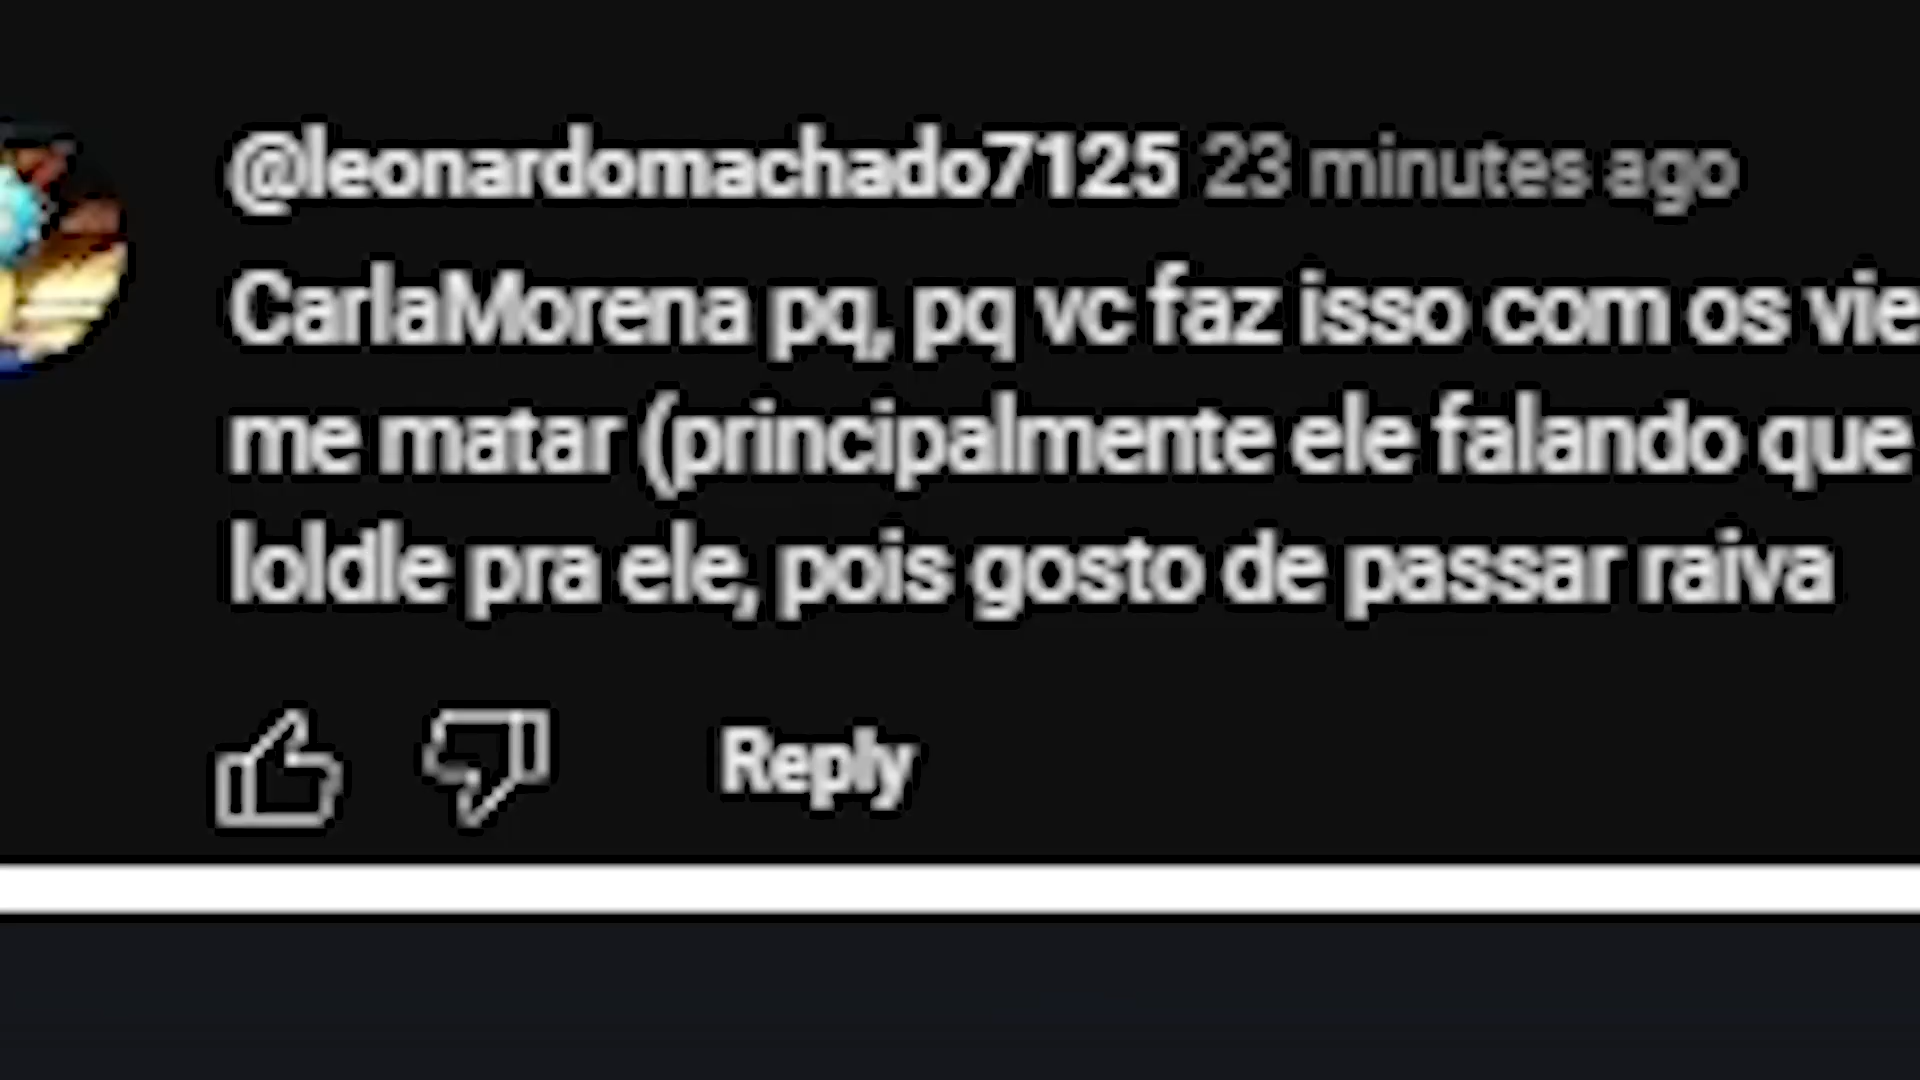 @leonardomachado7125 23 minutes ago
CarlaMorena pq, pq vc faz isso com os vie
me matar (principalmente ele falando que
loldle pra ele, pois gosto de passar raiva
Reply